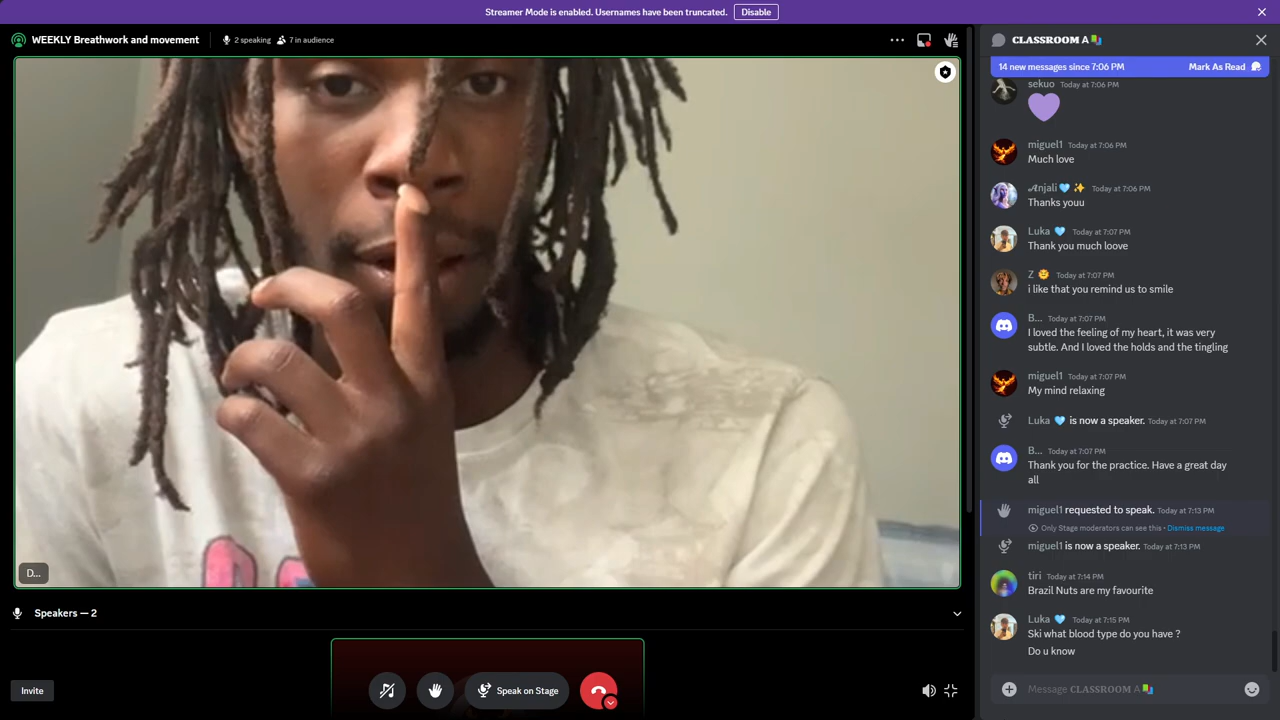 Streamer Mode is enabled. Usernames have been truncated. Disable
WEEKLY Breathwork and movement 2 speaking 7 in audience
D...
Speakers — 2
Invite
Speak on Stage
CLASSROOM A
14 new messages since 7:06 PM Mark As Read
sekuo Today at 7:06 PM
miguel1 Today at 7:06 PM
Much love
𝓐njali Today at 7:06 PM
Thanks youu
Luka Today at 7:07 PM
Thank you much loove
Z Today at 7:07 PM
i like that you remind us to smile
B... Today at 7:07 PM
I loved the feeling of my heart, it was very
subtle. And I loved the holds and the tingling
miguel1 Today at 7:07 PM
My mind relaxing
Luka is now a speaker. Today at 7:07 PM
B... Today at 7:07 PM
Thank you for the practice. Have a great day
all
miguel1 requested to speak. Today at 7:13 PM
Only Stage moderators can see this • Dismiss message
miguel1 is now a speaker. Today at 7:13 PM
tiri Today at 7:14 PM
Brazil Nuts are my favourite
Luka Today at 7:15 PM
Ski what blood type do you have ?
Do u know
Message CLASSROOM A